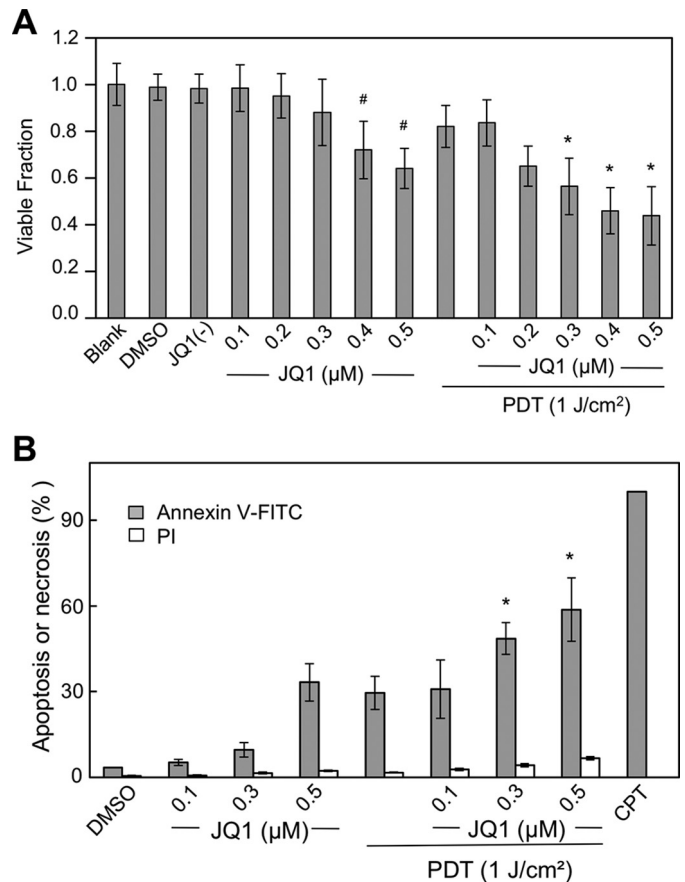 A
1.2
1.0
0.8
0.6
0.4
0.2
0.0
Viable Fraction
# # * * *
Blank DMSO JQ1(-) 0.1 0.2 0.3 0.4 0.5 0.1 0.2 0.3 0.4 0.5
JQ1 (µM) JQ1 (µM)
PDT (1 J/cm²)
B
90
60
30
0
Apoptosis or necrosis (%)
Annexin V-FITC
PI
* *
DMSO 0.1 0.3 0.5 0.1 0.3 0.5 CPT
JQ1 (µM) JQ1 (µM)
PDT (1 J/cm²)